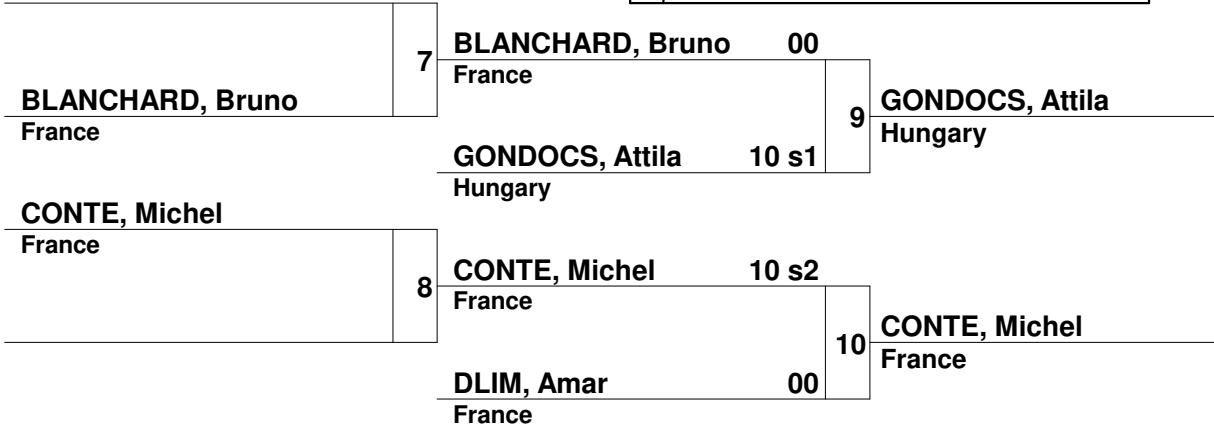 BLANCHARD, Bruno 00
7
France
BLANCHARD, Bruno
France
GONDOCS, Attila
9
Hungary
GONDOCS, Attila 10 s1
Hungary
CONTE, Michel
France
CONTE, Michel 10 s2
8
France
CONTE, Michel
10
France
DLIM, Amar 00
France